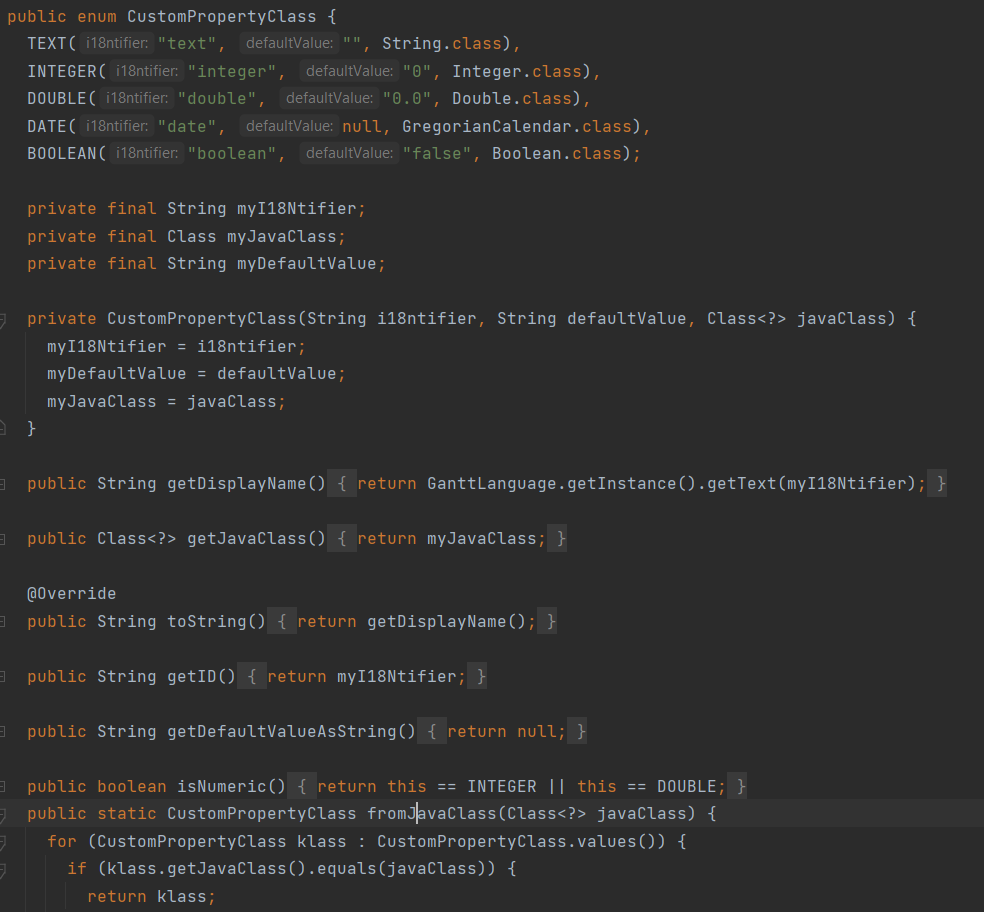 public enum CustomPropertyClass {
TEXT( i18ntifier: "text", defaultValue: "", String.class),
INTEGER( i18ntifier: "integer", defaultValue: "0", Integer.class),
DOUBLE( i18ntifier: "double", defaultValue: "0.0", Double.class),
DATE( i18ntifier: "date", defaultValue: null, GregorianCalendar.class),
BOOLEAN( i18ntifier: "boolean", defaultValue: "false", Boolean.class);
private final String myI18Ntifier;
private final Class myJavaClass;
private final String myDefaultValue;
private CustomPropertyClass(String i18ntifier, String defaultValue, Class<?> javaClass) {
myI18Ntifier = i18ntifier;
myDefaultValue = defaultValue;
myJavaClass = javaClass;
}
public String getDisplayName() { return GanttLanguage.getInstance().getText(myI18Ntifier); }
public Class<?> getJavaClass() { return myJavaClass; }
@Override
public String toString() { return getDisplayName(); }
public String getID() { return myI18Ntifier; }
public String getDefaultValueAsString() { return null; }
public boolean isNumeric() { return this == INTEGER || this == DOUBLE; }
public static CustomPropertyClass fromJavaClass(Class<?> javaClass) {
for (CustomPropertyClass klass : CustomPropertyClass.values()) {
if (klass.getJavaClass().equals(javaClass)) {
return klass;